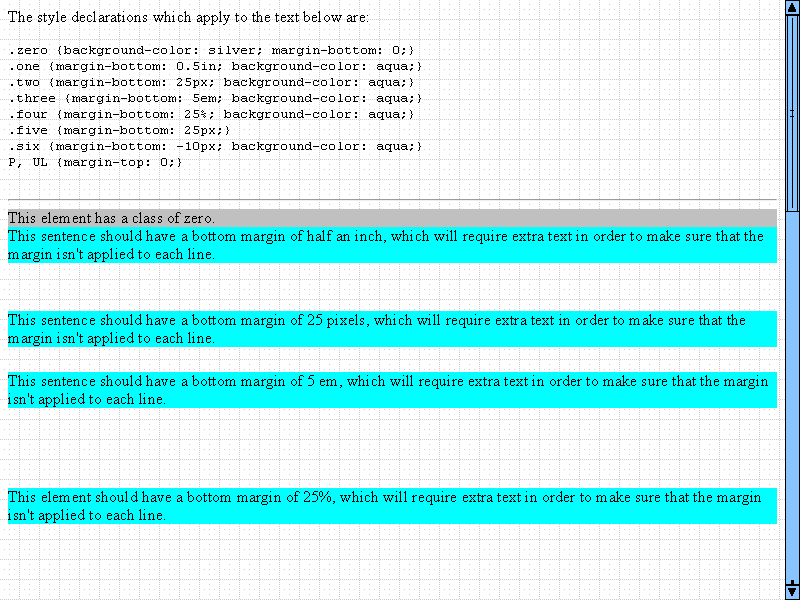 The style declarations which apply to the text below are:
.zero {background-color: silver; margin-bottom: 0;}
.one {margin-bottom: 0.5in; background-color: aqua;}
.two {margin-bottom: 25px; background-color: aqua;}
.three {margin-bottom: 5em; background-color: aqua;}
.four {margin-bottom: 25%; background-color: aqua;}
.five {margin-bottom: 25px;}
.six {margin-bottom: -10px; background-color: aqua;}
P, UL {margin-top: 0;}
This element has a class of zero.
This sentence should have a bottom margin of half an inch, which will require extra text in order to make sure that the
margin isn't applied to each line.
This sentence should have a bottom margin of 25 pixels, which will require extra text in order to make sure that the
margin isn't applied to each line.
This sentence should have a bottom margin of 5 em, which will require extra text in order to make sure that the margin
isn't applied to each line.
This element should have a bottom margin of 25%, which will require extra text in order to make sure that the margin
isn't applied to each line.